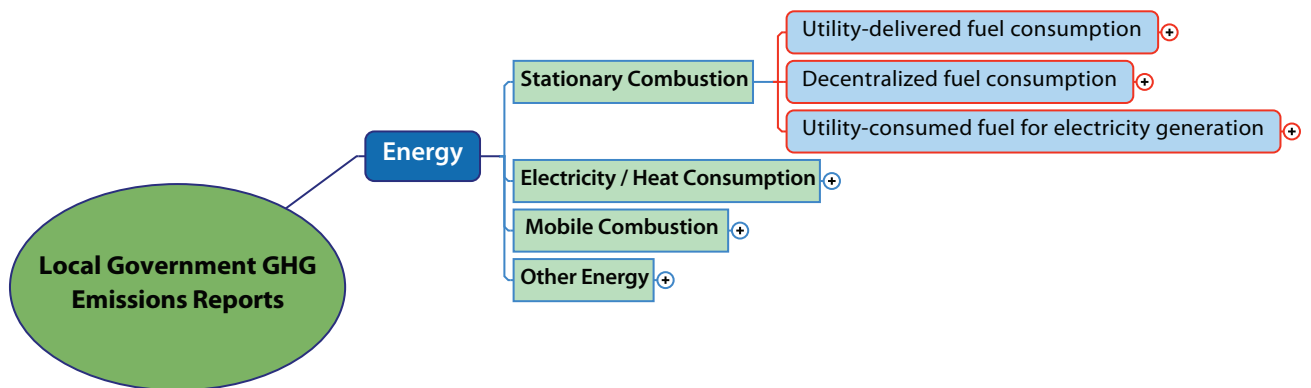 Local Government GHG
Emissions Reports
Energy
Stationary Combustion
Utility-delivered fuel consumption
Decentralized fuel consumption
Utility-consumed fuel for electricity generation
Electricity / Heat Consumption
Mobile Combustion
Other Energy